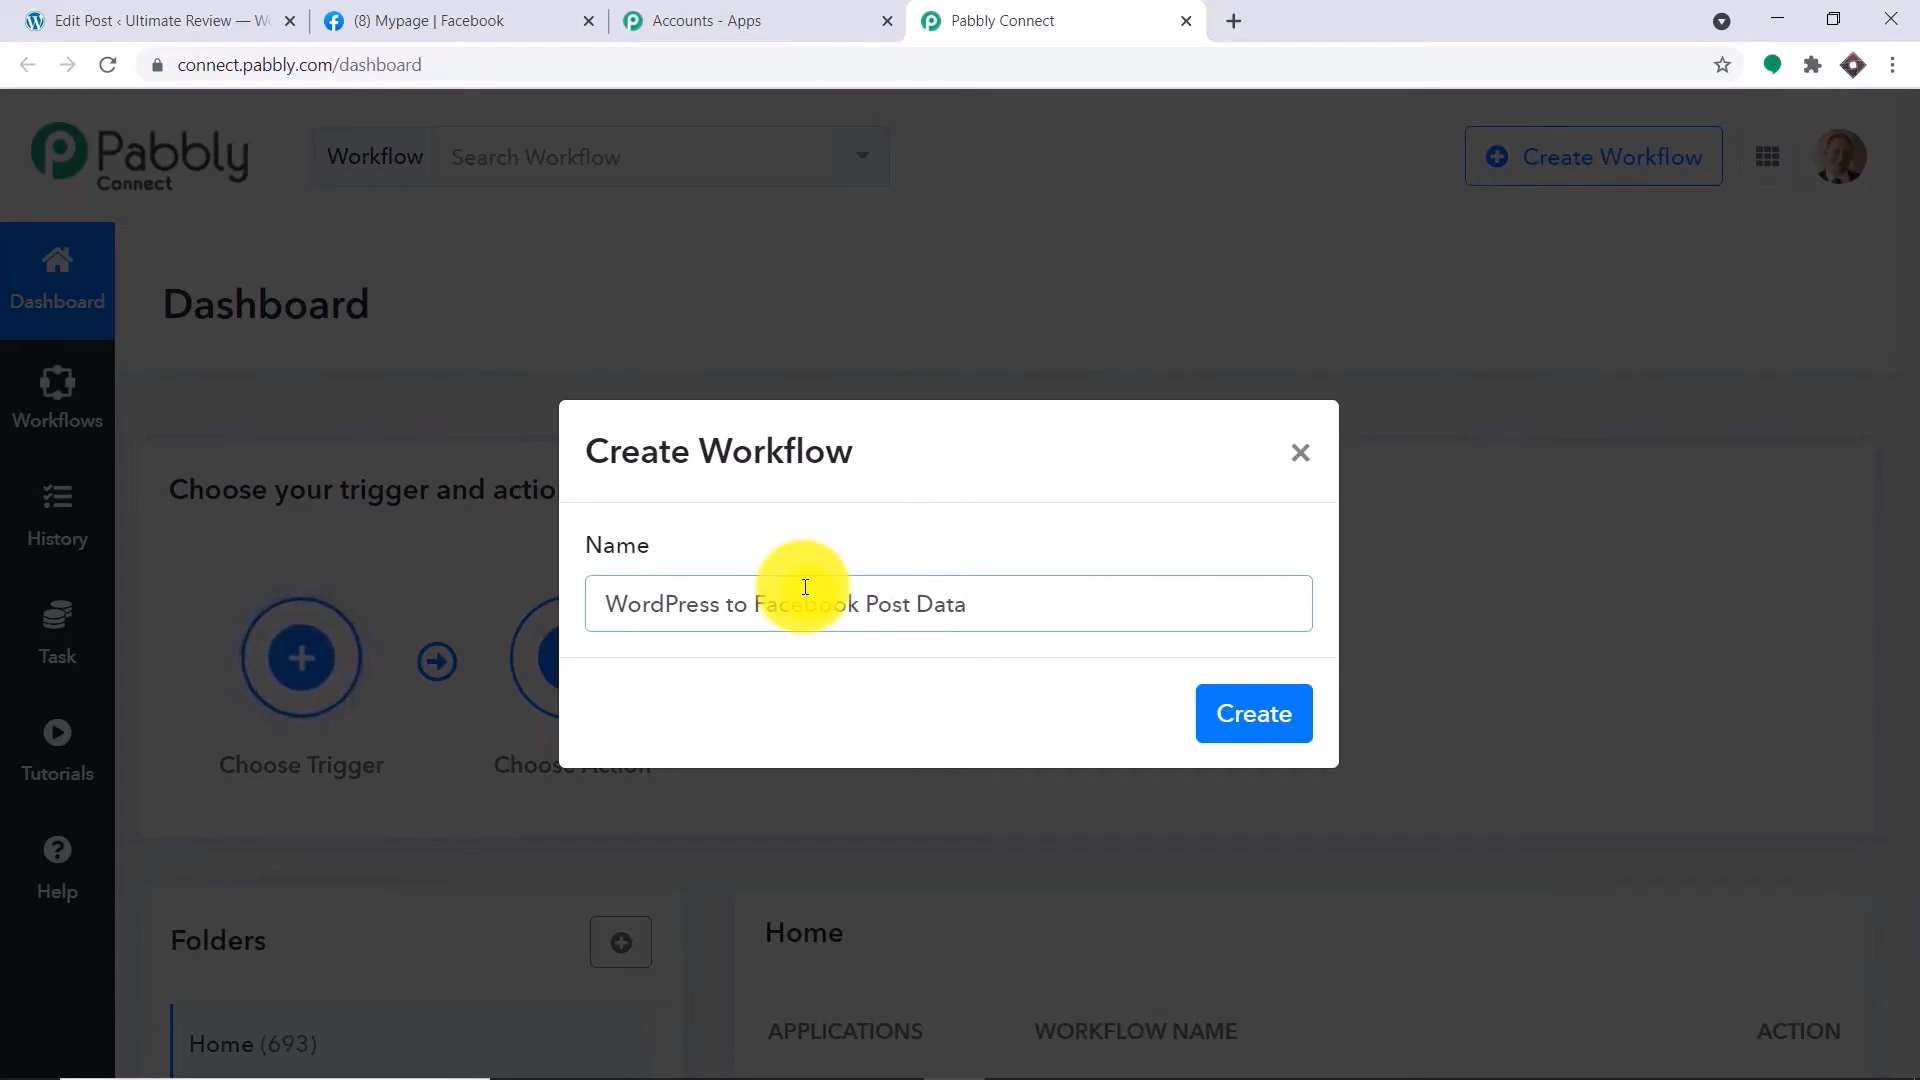 Edit Post ‹ Ultimate Review — W
(8) Mypage | Facebook
Accounts - Apps
Pabbly Connect
connect.pabbly.com/dashboard
Pabbly
Connect
Workflow
Search Workflow
Create Workflow
Dashboard
Dashboard
Workflows
History
Task
Tutorials
Help
Choose your trigger and actio
Choose Trigger
Choose Action
Create Workflow
Name
WordPress to Facebook Post Data
Create
Folders
Home (693)
Home
APPLICATIONS
WORKFLOW NAME
ACTION